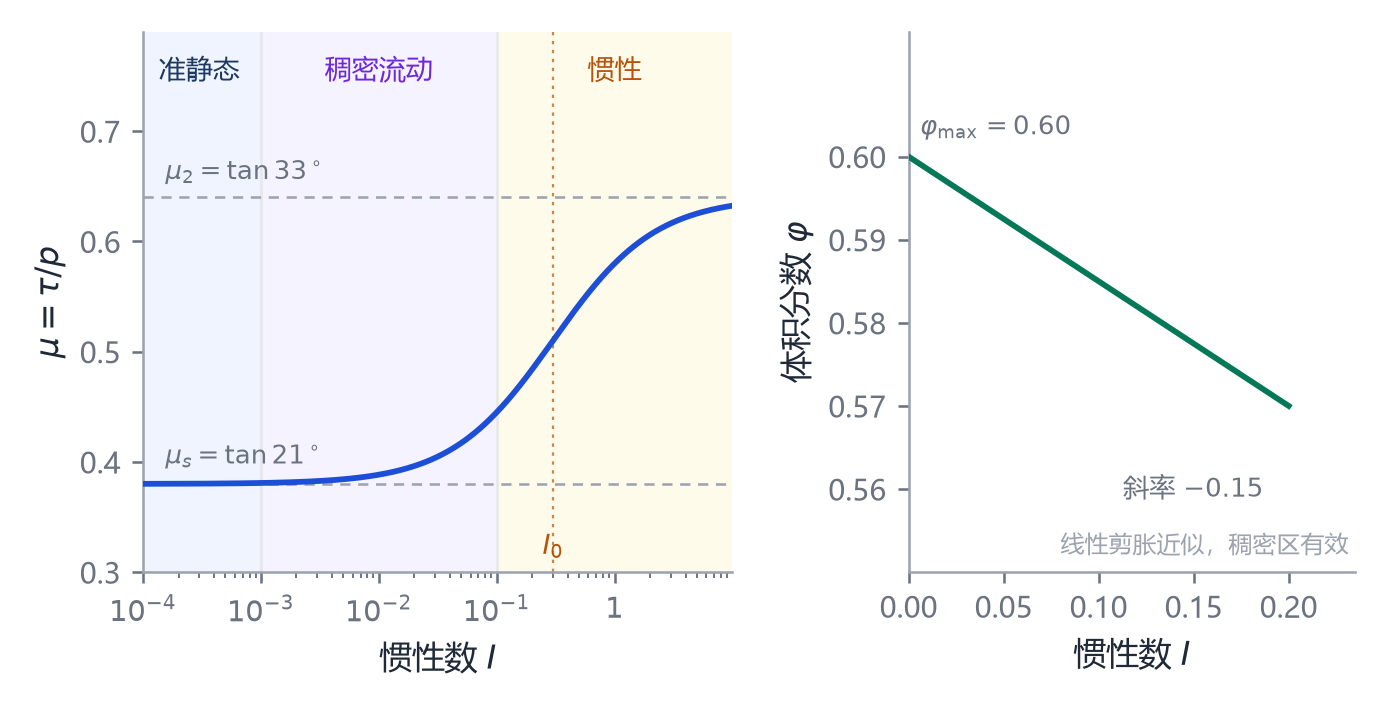 准静态 稠密流动 惯性
0.7
μ₂ = tan 33°
0.6
μ = τ/p
0.5
μₛ = tan 21°
0.4
I₀
0.3
10⁻⁴ 10⁻³ 10⁻² 10⁻¹ 1
惯性数 I
φmax = 0.60
0.60
0.59
体积分数 φ
0.58
0.57
0.56
斜率 −0.15
线性剪胀近似，稠密区有效
0.00 0.05 0.10 0.15 0.20
惯性数 I